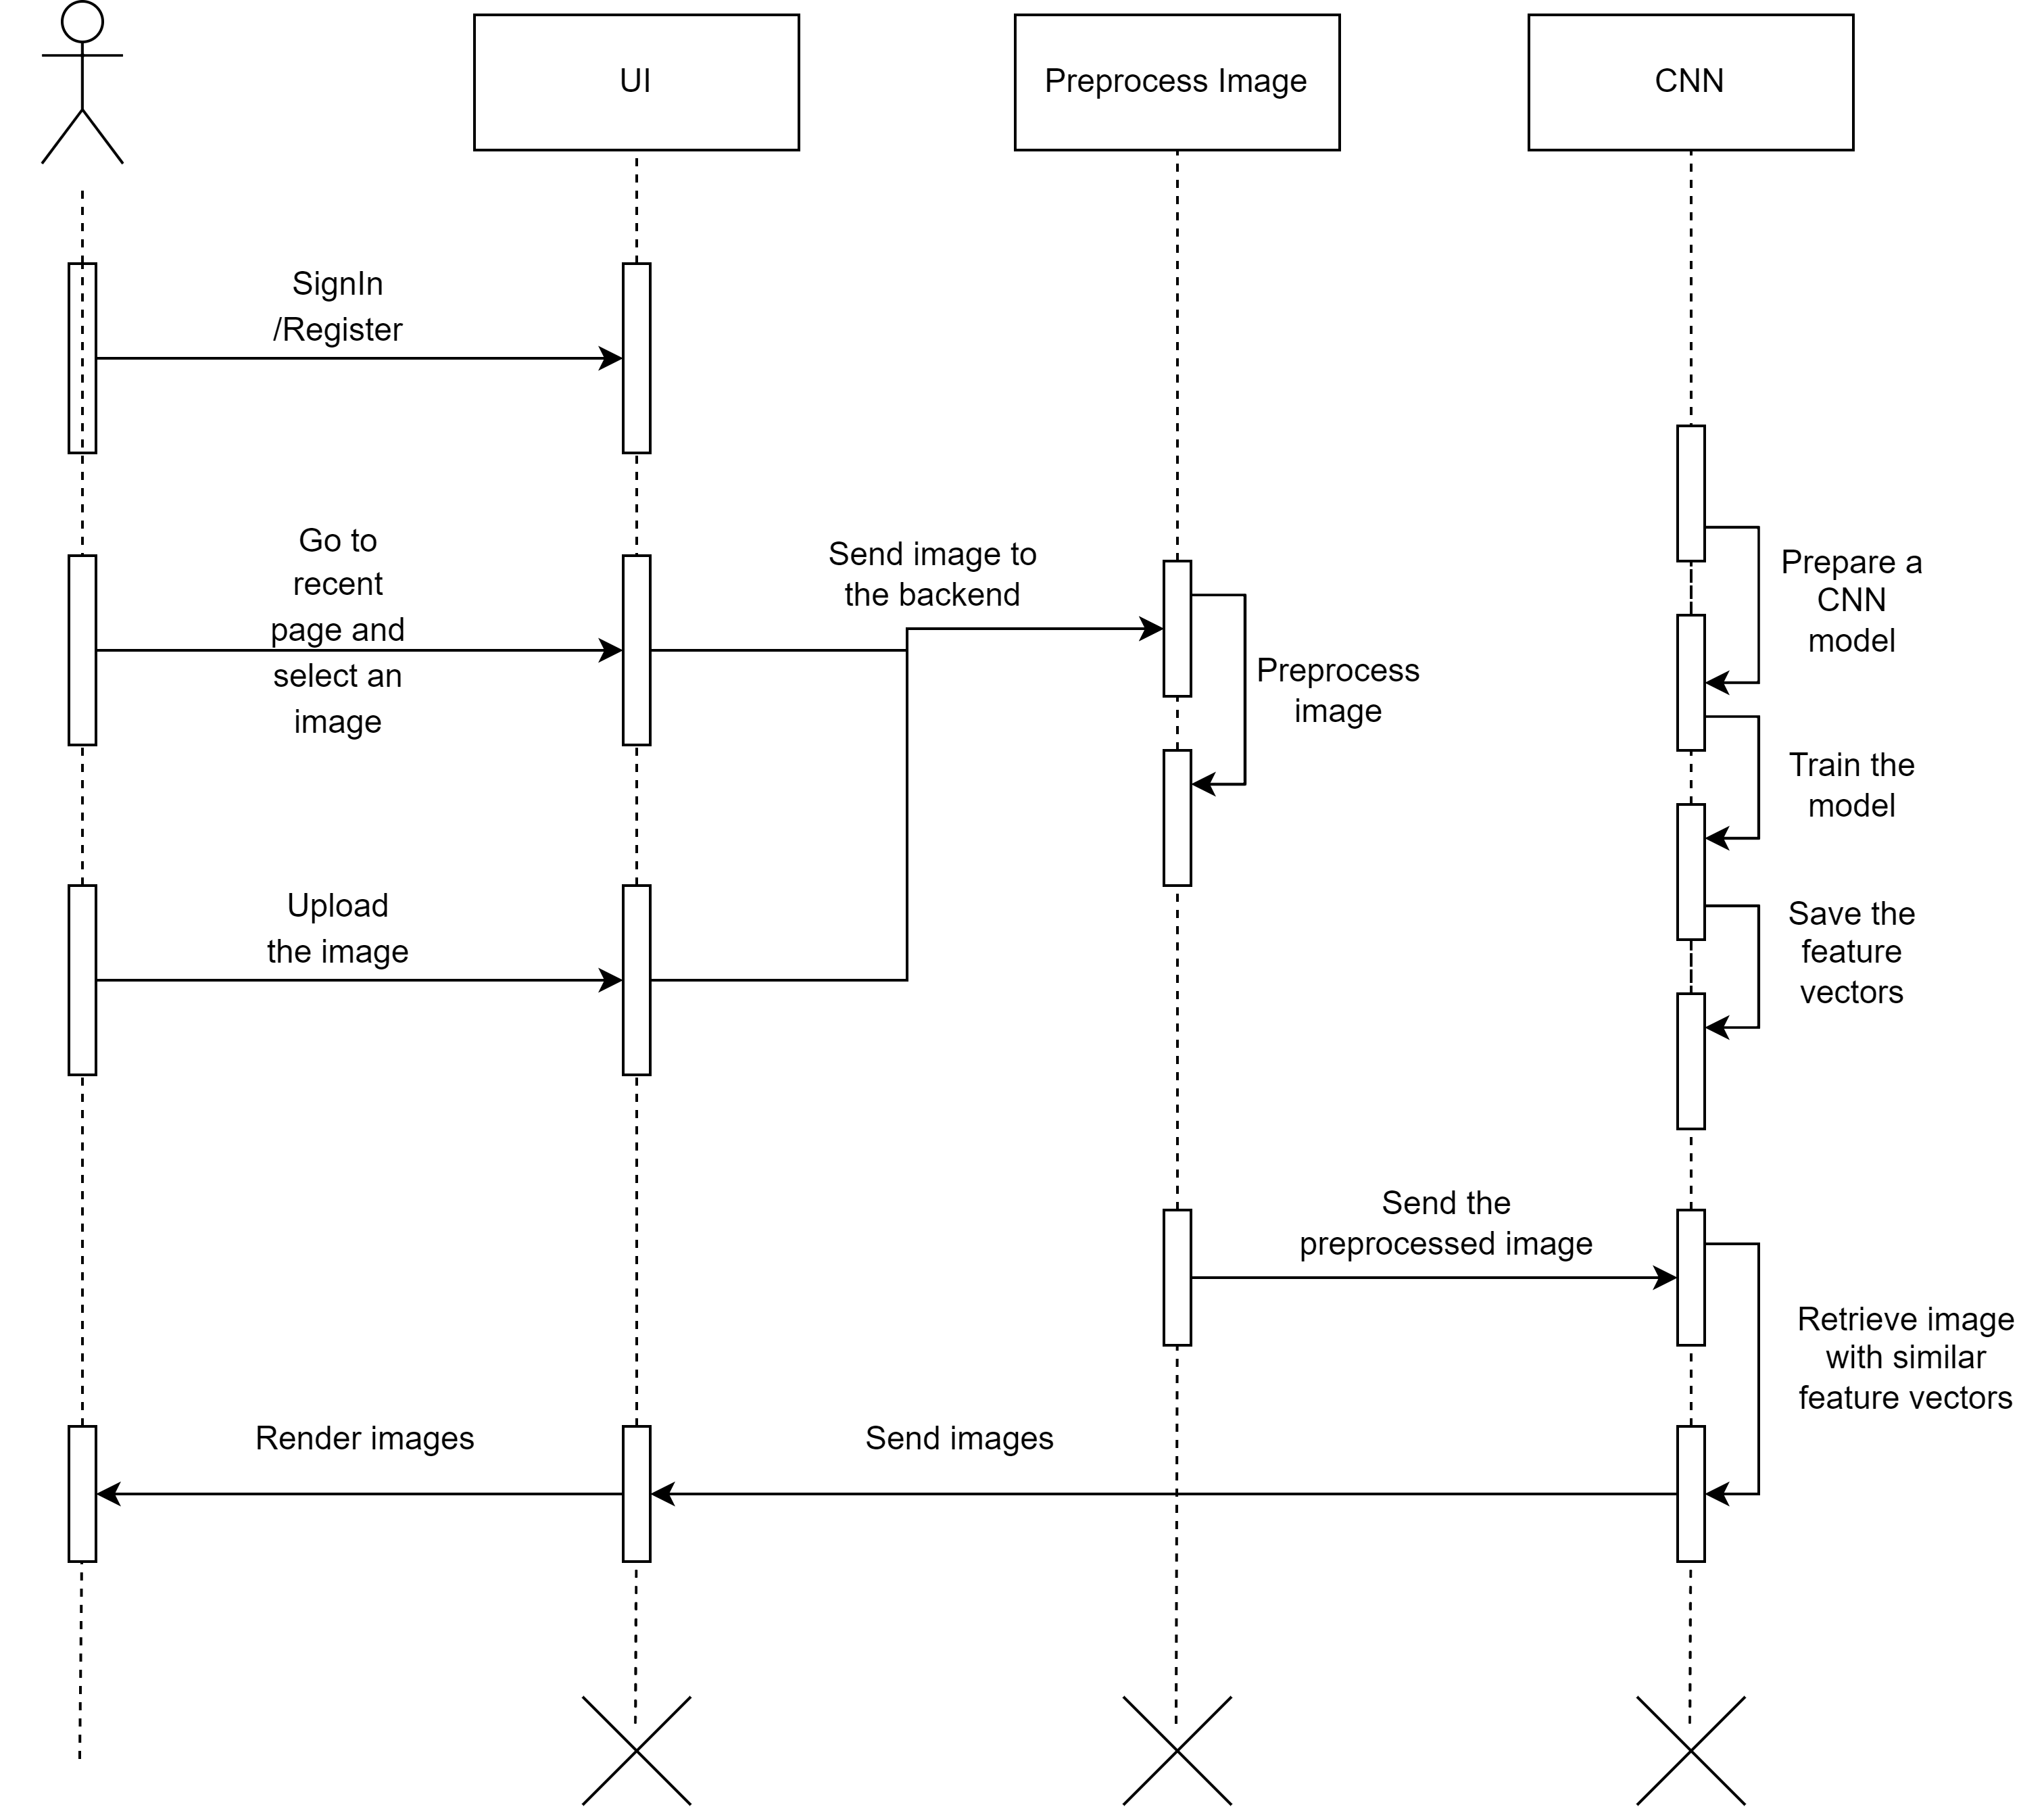 UI
Preprocess Image
CNN
SignIn
/Register
Go to
recent
page and
select an
image
Send image to
the backend
Preprocess
image
Prepare a
CNN
model
Train the
model
Upload
the image
Save the
feature
vectors
Send the
preprocessed image
Retrieve image
with similar
feature vectors
Render images
Send images